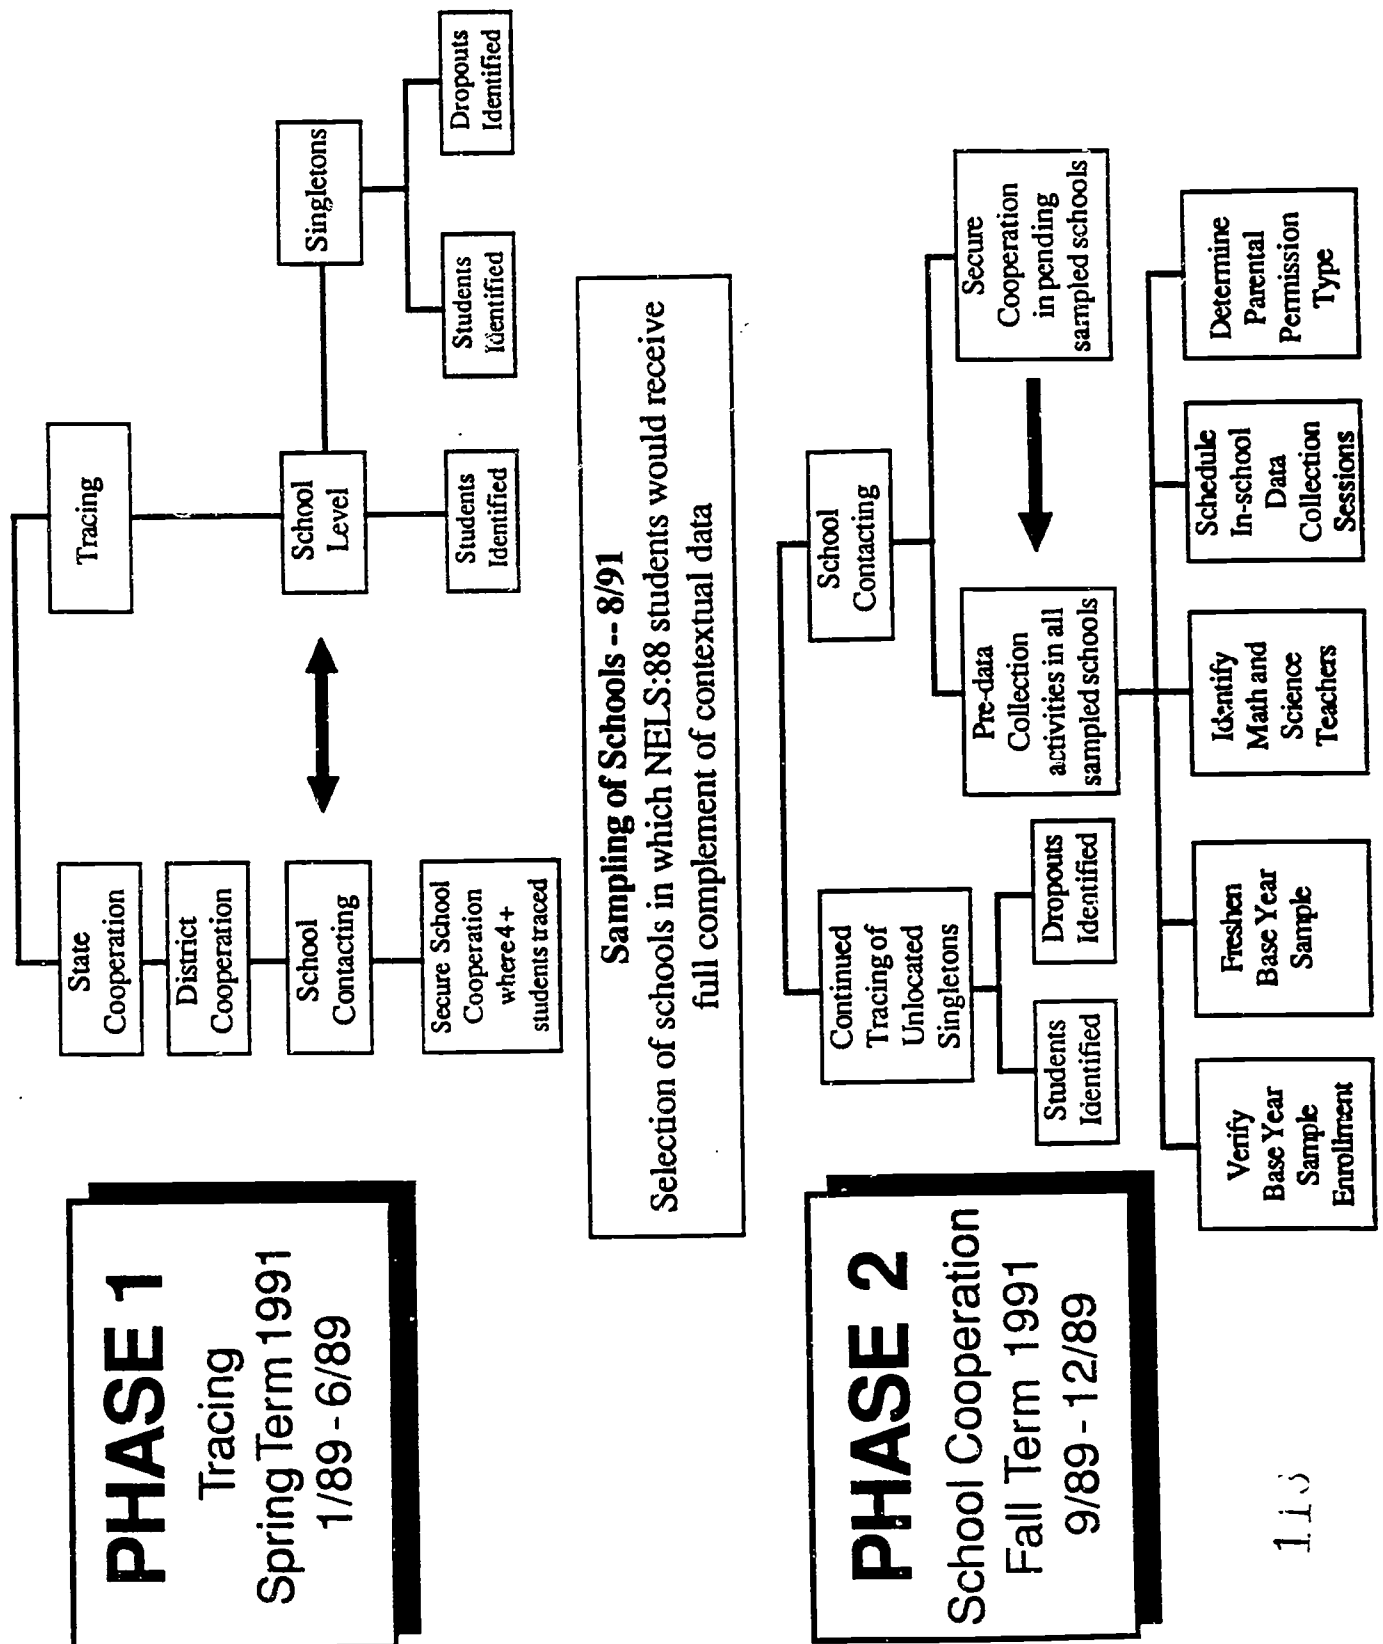 PHASE 1
Tracing
Spring Term 1991
1/89 - 6/89
State
Cooperation
District
Cooperation
School
Contacting
Secure School
Cooperation
where 4+
students traced
Tracing
School
Level
Students
Identified
Singletons
Students
Identified
Dropouts
Identified
Sampling of Schools -- 8/91
Selection of schools in which NELS:88 students would receive
full complement of contextual data
PHASE 2
School Cooperation
Fall Term 1991
9/89 - 12/89
Continued
Tracing of
Unlocated
Singletons
Students
Identified
Dropouts
Identified
School
Contacting
Pre-data
Collection
activities in all
sampled schools
Secure
Cooperation
in pending
sampled schools
Verify
Base Year
Sample
Enrollment
Freshen
Base Year
Sample
Identify
Math and
Science
Teachers
Schedule
In-school
Data
Collection
Sessions
Determine
Parental
Permission
Type